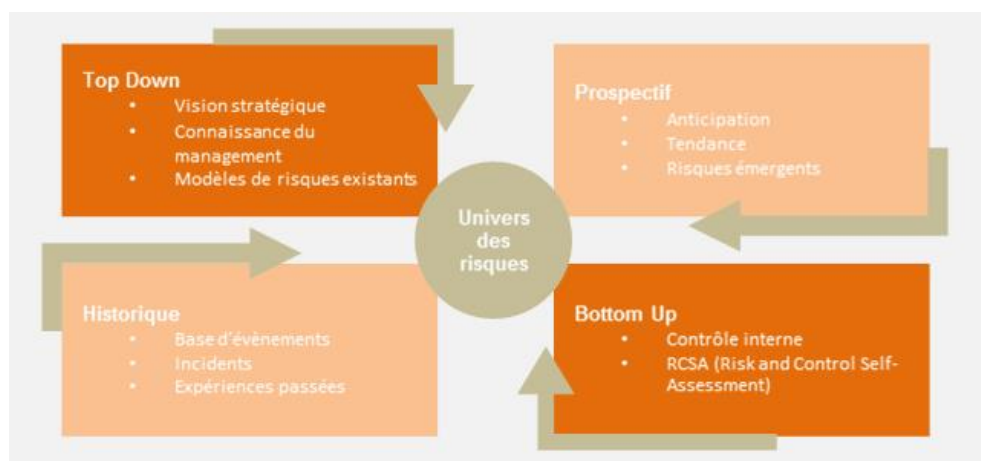 Top Down
• Vision stratégique
• Connaissance du
management
• Modèles de risques existants
Prospectif
• Anticipation
• Tendance
• Risques émergents
Univers
des
risques
Historique
• Base d'évènements
• Incidents
• Expériences passées
Bottom Up
• Contrôle interne
• RCSA (Risk and Control Self-
Assessment)